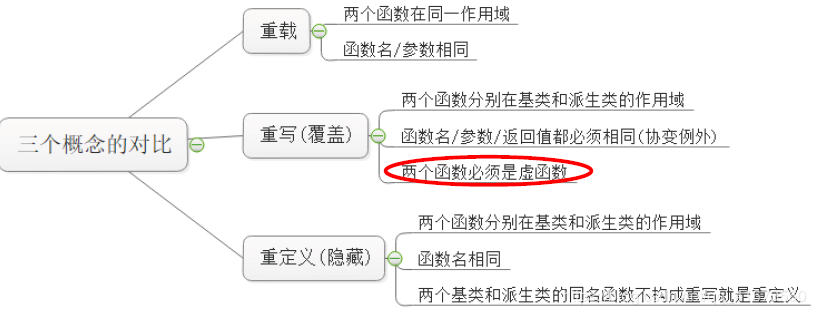 重载
两个函数在同一作用域
函数名/参数相同
三个概念的对比
重写(覆盖)
两个函数分别在基类和派生类的作用域
函数名/参数/返回值都必须相同(协变例外)
两个函数必须是虚函数
重定义(隐藏)
两个函数分别在基类和派生类的作用域
函数名相同
两个基类和派生类的同名函数不构成重写就是重定义